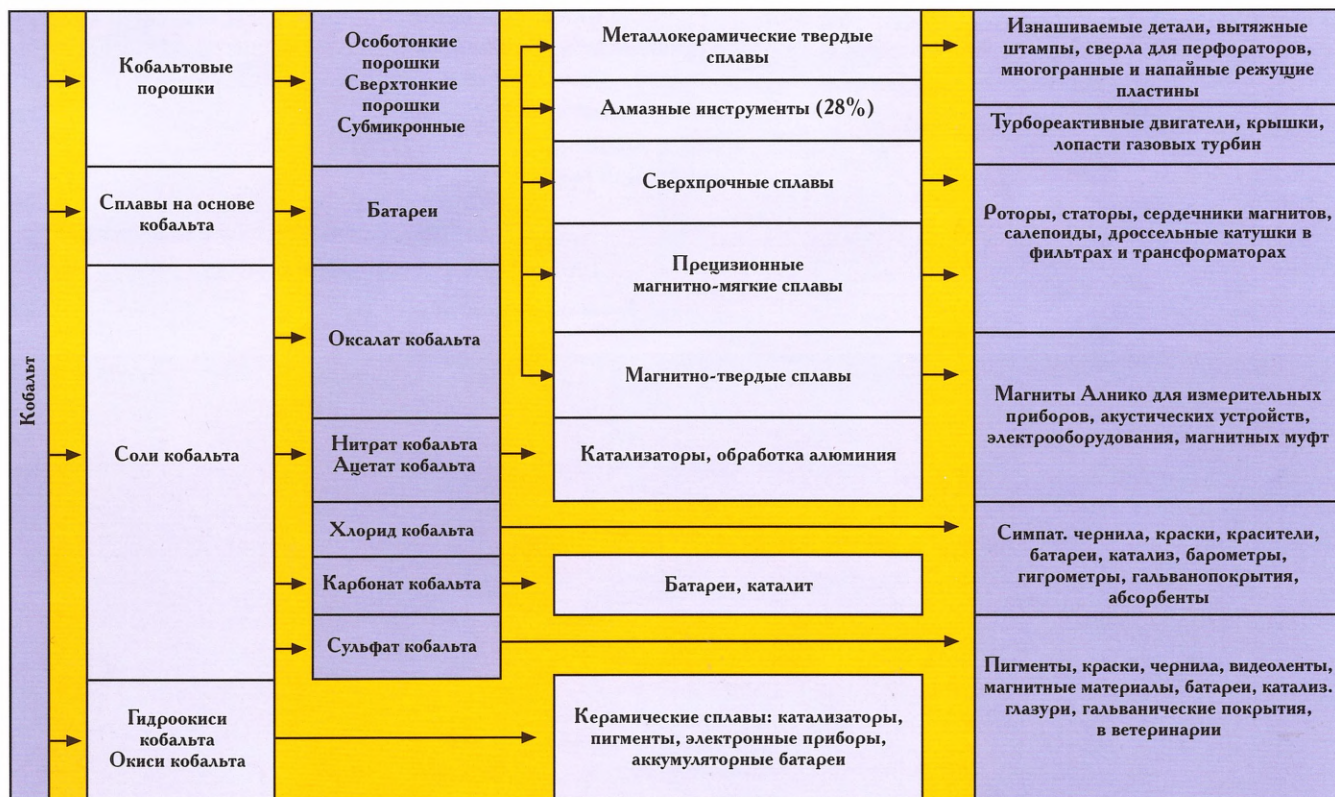 Кобальт
Кобальтовые
порошки
Сплавы на основе
кобальта
Соли кобальта
Гидроокиси
кобальта
Окиси кобальта
Особотонкие
порошки
Сверхтонкие
порошки
Субмикронные
Батареи
Оксалат кобальта
Нитрат кобальта
Ацетат кобальта
Хлорид кобальта
Карбонат кобальта
Сульфат кобальта
Металлокерамические твердые
сплавы
Алмазные инструменты (28%)
Сверхпрочные сплавы
Прецизионные
магнитно-мягкие сплавы
Магнитно-твердые сплавы
Катализаторы, обработка алюминия
Батареи, каталит
Керамические сплавы: катализаторы,
пигменты, электронные приборы,
аккумуляторные батареи
Изнашиваемые детали, вытяжные
штампы, сверла для перфораторов,
многогранные и напайные режущие
пластины
Турбореактивные двигатели, крышки,
лопасти газовых турбин
Роторы, статоры, сердечники магнитов,
салепоиды, дроссельные катушки в
фильтрах и трансформаторах
Магниты Алнико для измерительных
приборов, акустических устройств,
электрооборудования, магнитных муфт
Симпат. чернила, краски, красители,
батареи, катализ, барометры,
гигрометры, гальванопокрытия,
абсорбенты
Пигменты, краски, чернила, видеоленты,
магнитные материалы, батареи, катализ.
глазури, гальванические покрытия,
в ветеринарии